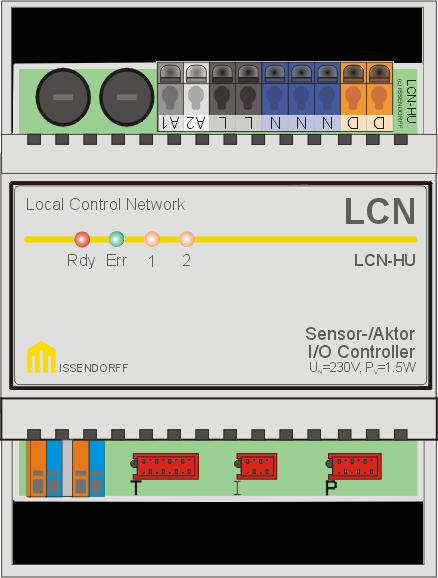 A1 A2 L L N N N D D
LCN-HU
(c) ISSENDORFF
Local Control Network
LCN
Rdy Err 1 2
LCN-HU
Sensor-/Aktor
I/O Controller
UN=230V, PV=1.5W
ISSENDORFF
T I P